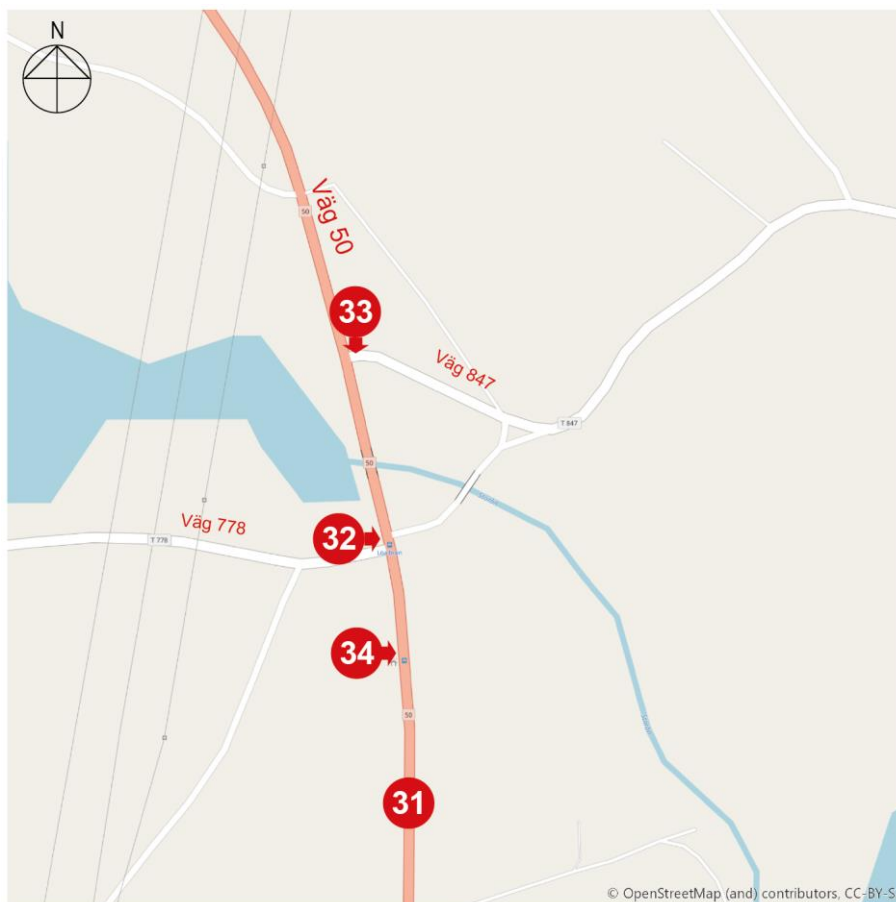 N
50
Väg 50
33
Väg 847
T 847
50
Väg 778
T 778
32
34
50
31
© OpenStreetMap (and) contributors, CC-BY-S